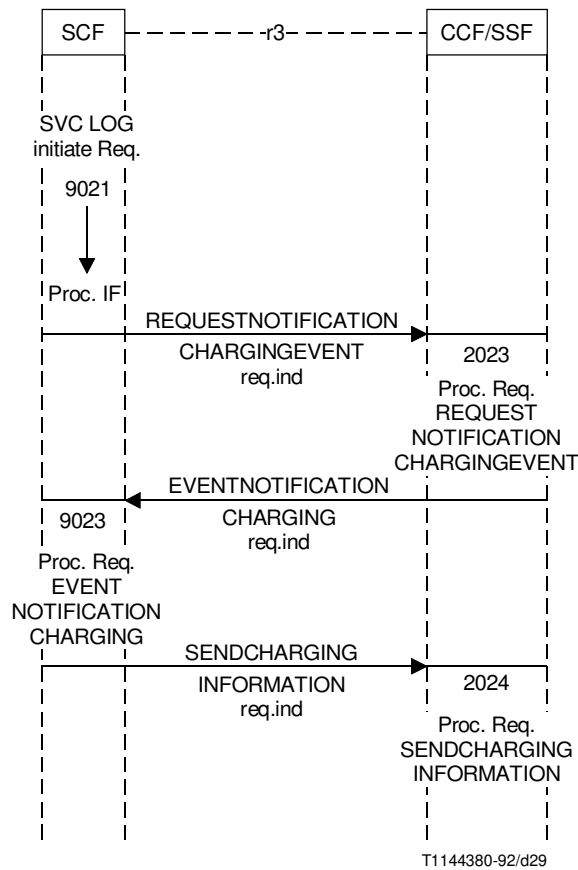 SCF
r3
CCF/SSF
SVC LOG
initiate Req.
9021
Proc. IF
REQUESTNOTIFICATION
CHARGINGEVENT
req.ind
2023
Proc. Req.
REQUEST
NOTIFICATION
CHARGINGEVENT
EVENTNOTIFICATION
CHARGING
req.ind
9023
Proc. Req.
EVENT
NOTIFICATION
CHARGING
SENDCHARGING
INFORMATION
req.ind
2024
Proc. Req.
SENDCHARGING
INFORMATION
T1144380-92/d29